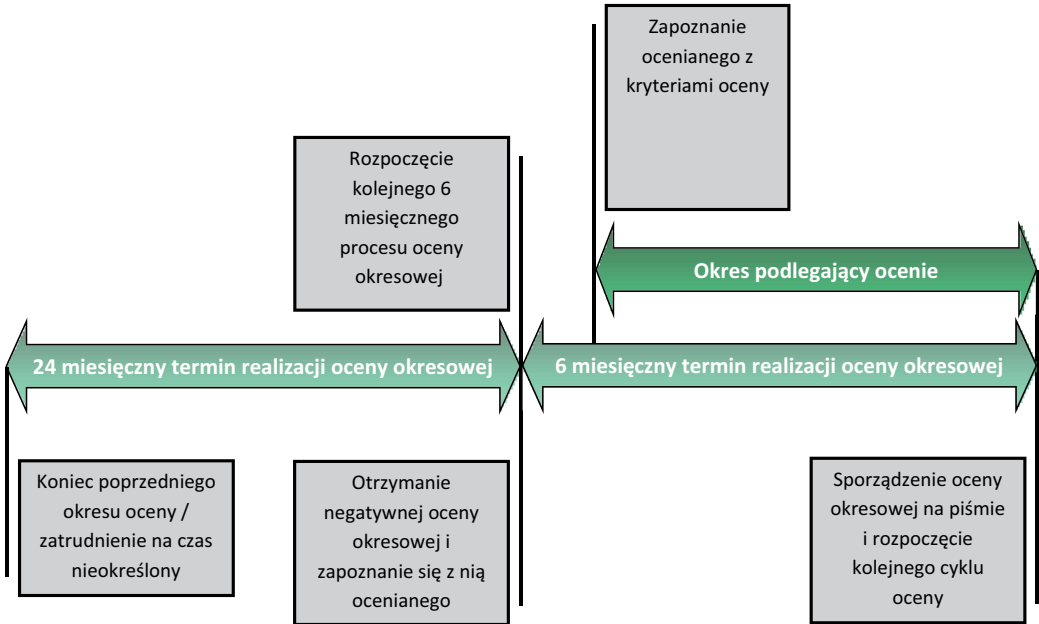 Zapoznanie
ocenianego z
kryteriami oceny
Rozpoczęcie
kolejnego 6
miesięcznego
procesu oceny
okresowej
Okres podlegający ocenie
24 miesięczny termin realizacji oceny okresowej
6 miesięczny termin realizacji oceny okresowej
Koniec poprzedniego
okresu oceny /
zatrudnienie na czas
nieokreślony
Otrzymanie
negatywnej oceny
okresowej i
zapoznanie się z nią
ocenianego
Sporządzenie oceny
okresowej na piśmie
i rozpoczęcie
kolejnego cyklu
oceny